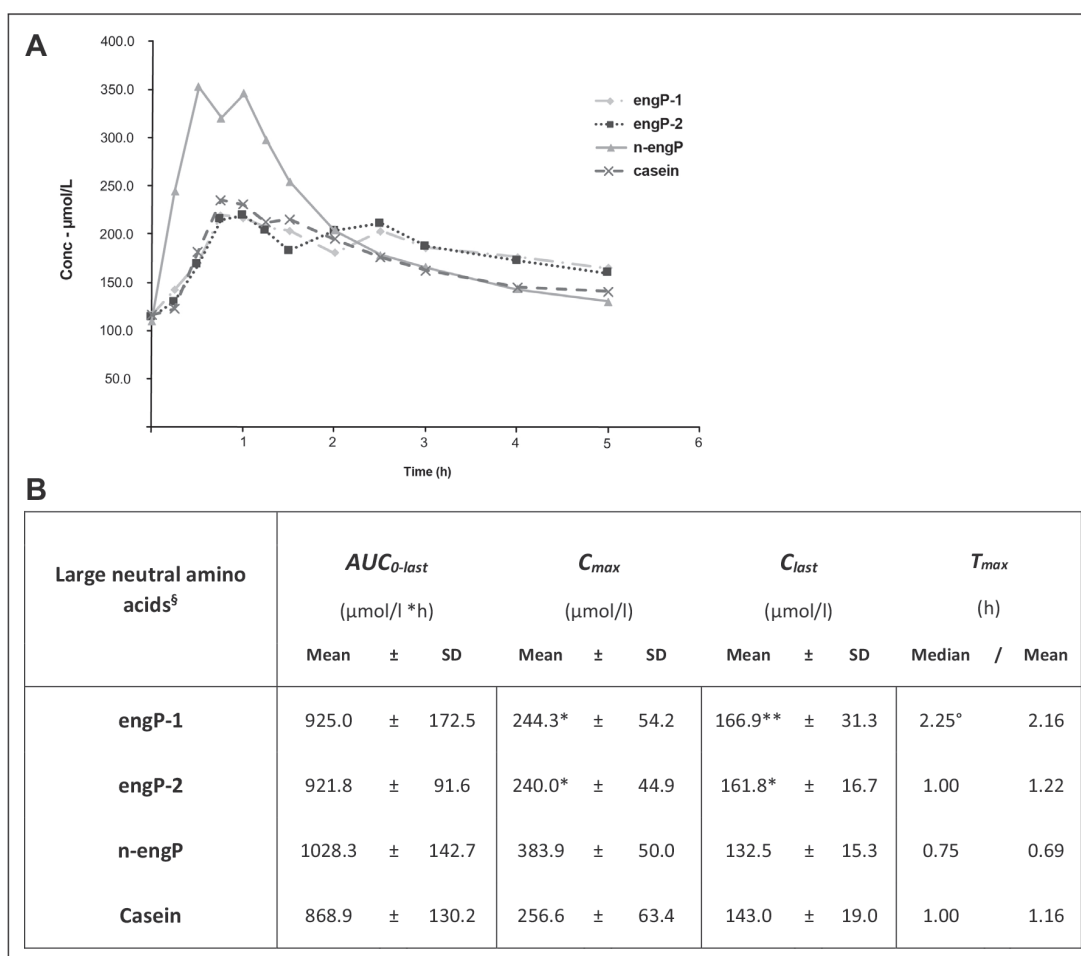 A
400.0
350.0
300.0
250.0
200.0
150.0
100.0
50.0
Conc - µmol/L
1 2 3 4 5 6
Time (h)
engP-1
engP-2
n-engP
casein
B
Large neutral amino
acids§
AUC0-last
(µmol/l *h)
Mean ± SD
Cmax
(µmol/l)
Mean ± SD
Clast
(µmol/l)
Mean ± SD
Tmax
(h)
Median / Mean
engP-1 925.0 ± 172.5 244.3* ± 54.2 166.9** ± 31.3 2.25° 2.16
engP-2 921.8 ± 91.6 240.0* ± 44.9 161.8* ± 16.7 1.00 1.22
n-engP 1028.3 ± 142.7 383.9 ± 50.0 132.5 ± 15.3 0.75 0.69
Casein 868.9 ± 130.2 256.6 ± 63.4 143.0 ± 19.0 1.00 1.16